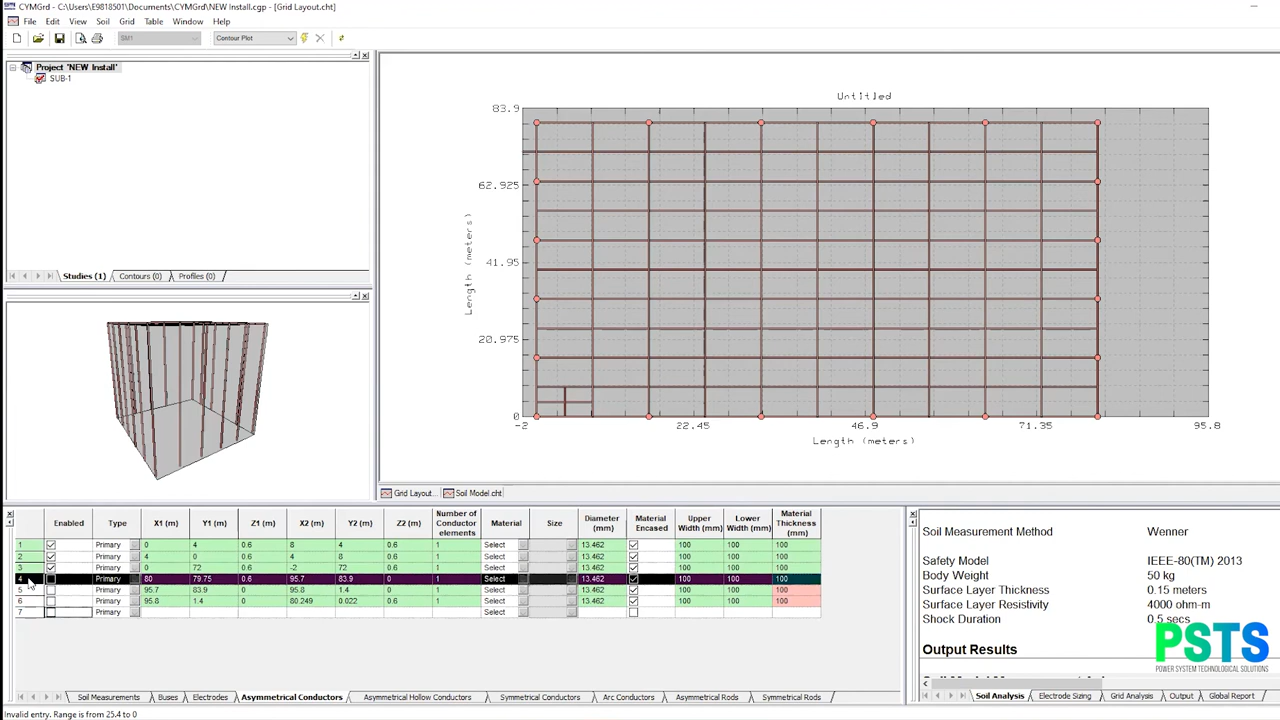 CYMGrd - C:\Users\E9818501\Documents\CYMGrd\NEW Install.cgp - [Grid Layout.cht]
File Edit View Soil Grid Table Window Help
SM1 Contour Plot
Project 'NEW Install'
SUB-1
Studies (1) Contours (0) Profiles (0)
Untitled
83.9
62.925
41.95
20.975
0
Length (meters)
-2 22.45 46.9 71.35 95.8
Length (meters)
Grid Layout... Soil Model.cht
Enabled Type X1 (m) Y1 (m) Z1 (m) X2 (m) Y2 (m) Z2 (m) Number of Conductor elements Material Size Diameter (mm) Material Encased Upper Width (mm) Lower Width (mm) Material Thickness (mm)
1 Primary 0 4 0.6 8 4 0.6 1 Select 13.462 100 100 100
2 Primary 4 0 0.6 4 8 0.6 1 Select 13.462 100 100 100
3 Primary 0 72 0.6 -2 72 0 1 Select 13.462 100 100 100
4 Primary 80 79.75 0.6 95.7 83.9 0 1 Select 13.462 100 100 100
5 Primary 95.7 83.9 0 95.8 1.4 0 1 Select 13.462 100 100 100
6 Primary 95.8 1.4 0 80.249 0.022 0.6 1 Select 13.462 100 100 100
7 Primary Select
Soil Measurements Buses Electrodes Asymmetrical Conductors Asymmetrical Hollow Conductors Symmetrical Conductors Arc Conductors Asymmetrical Rods Symmetrical Rods
Soil Measurement Method Wenner
Safety Model IEEE-80(TM) 2013
Body Weight 50 kg
Surface Layer Thickness 0.15 meters
Surface Layer Resistivity 4000 ohm-m
Shock Duration 0.5 secs
Output Results
PSTS
POWER SYSTEM TECHNOLOGICAL SOLUTIONS
Soil Analysis Electrode Sizing Grid Analysis Output Global Report
Invalid entry. Range is from 25.4 to 0